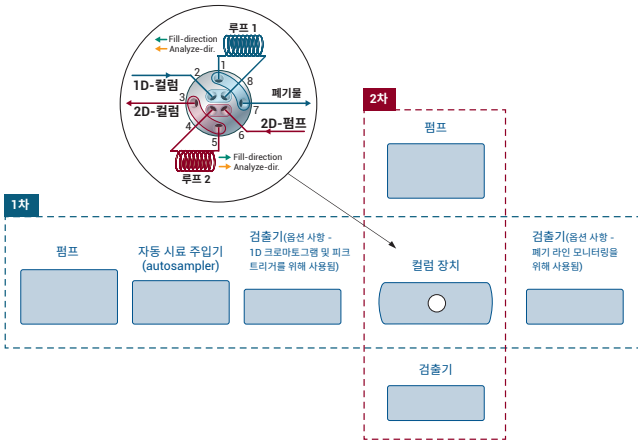 루프 1
Fill-direction
Analyze-dir.
1
2
8
1D-컬럼
폐기물
3
7
2D-컬럼
2D-펌프
4
6
5
Fill-direction
Analyze-dir.
루프 2
2차
펌프
1차
펌프
자동 시료 주입기
(autosampler)
검출기(옵션 사항 -
1D 크로마토그램 및 피크
트리거를 위해 사용됨)
컬럼 장치
검출기(옵션 사항 -
폐기 라인 모니터링을
위해 사용됨)
검출기